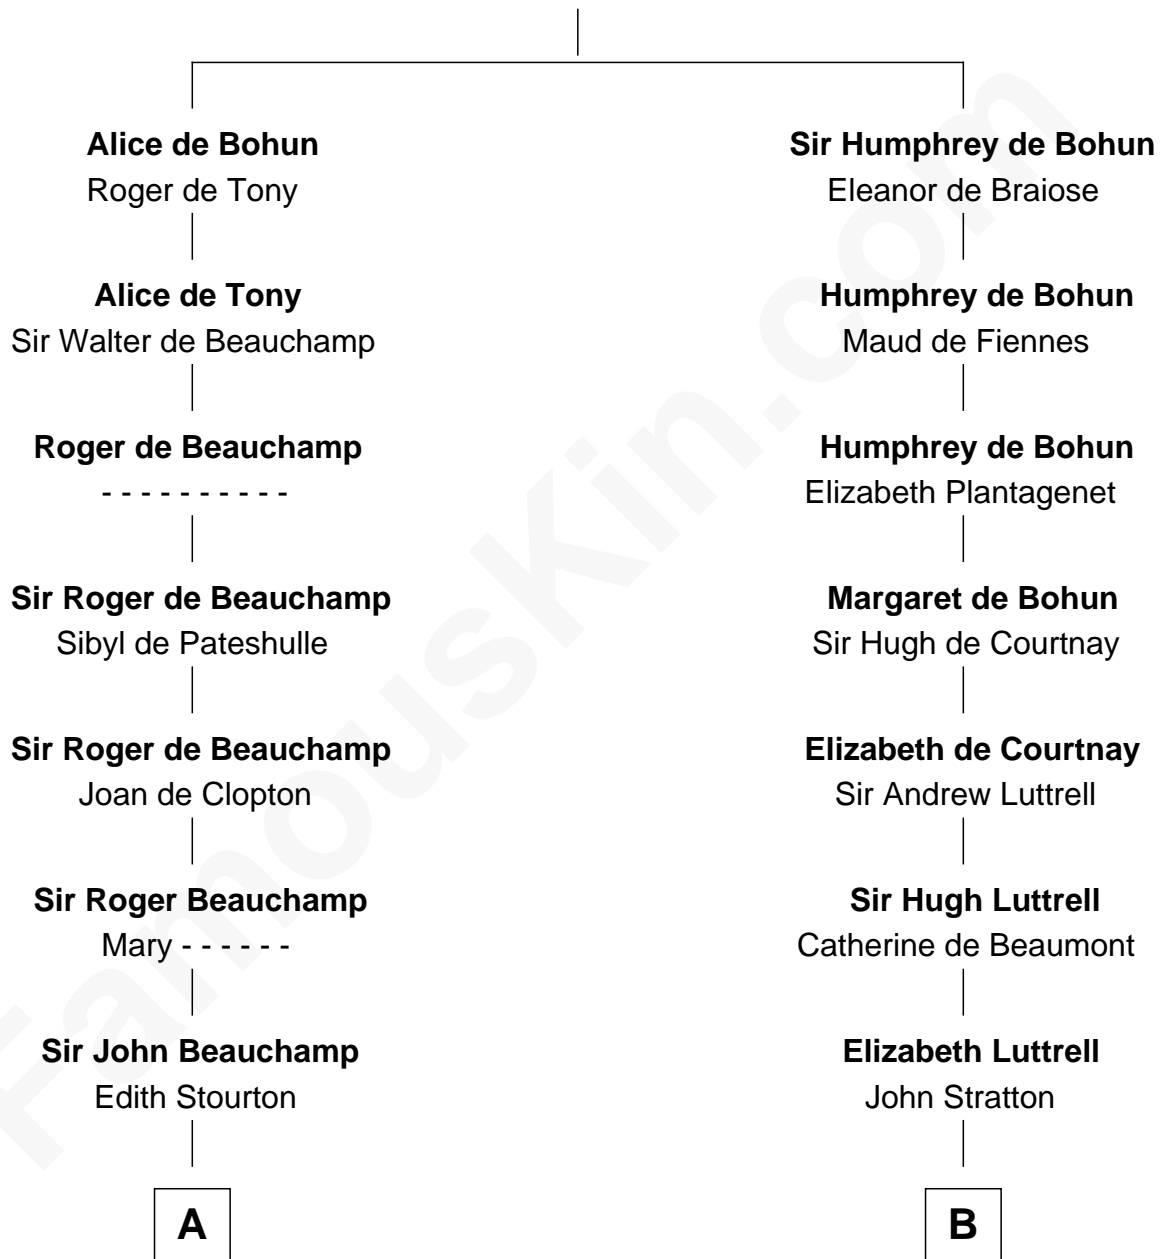 Alice de Bohun
Roger de Tony
Alice de Tony
Sir Walter de Beauchamp
Roger de Beauchamp
- - - - - - - - - -
Sir Roger de Beauchamp
Sibyl de Pateshulle
Sir Roger de Beauchamp
Joan de Clopton
Sir Roger Beauchamp
Mary - - - - - -
Sir John Beauchamp
Edith Stourton
A
Sir Humphrey de Bohun
Eleanor de Braiose
Humphrey de Bohun
Maud de Fiennes
Humphrey de Bohun
Elizabeth Plantagenet
Margaret de Bohun
Sir Hugh de Courtnay
Elizabeth de Courtnay
Sir Andrew Luttrell
Sir Hugh Luttrell
Catherine de Beaumont
Elizabeth Luttrell
John Stratton
B
FamousKin.com